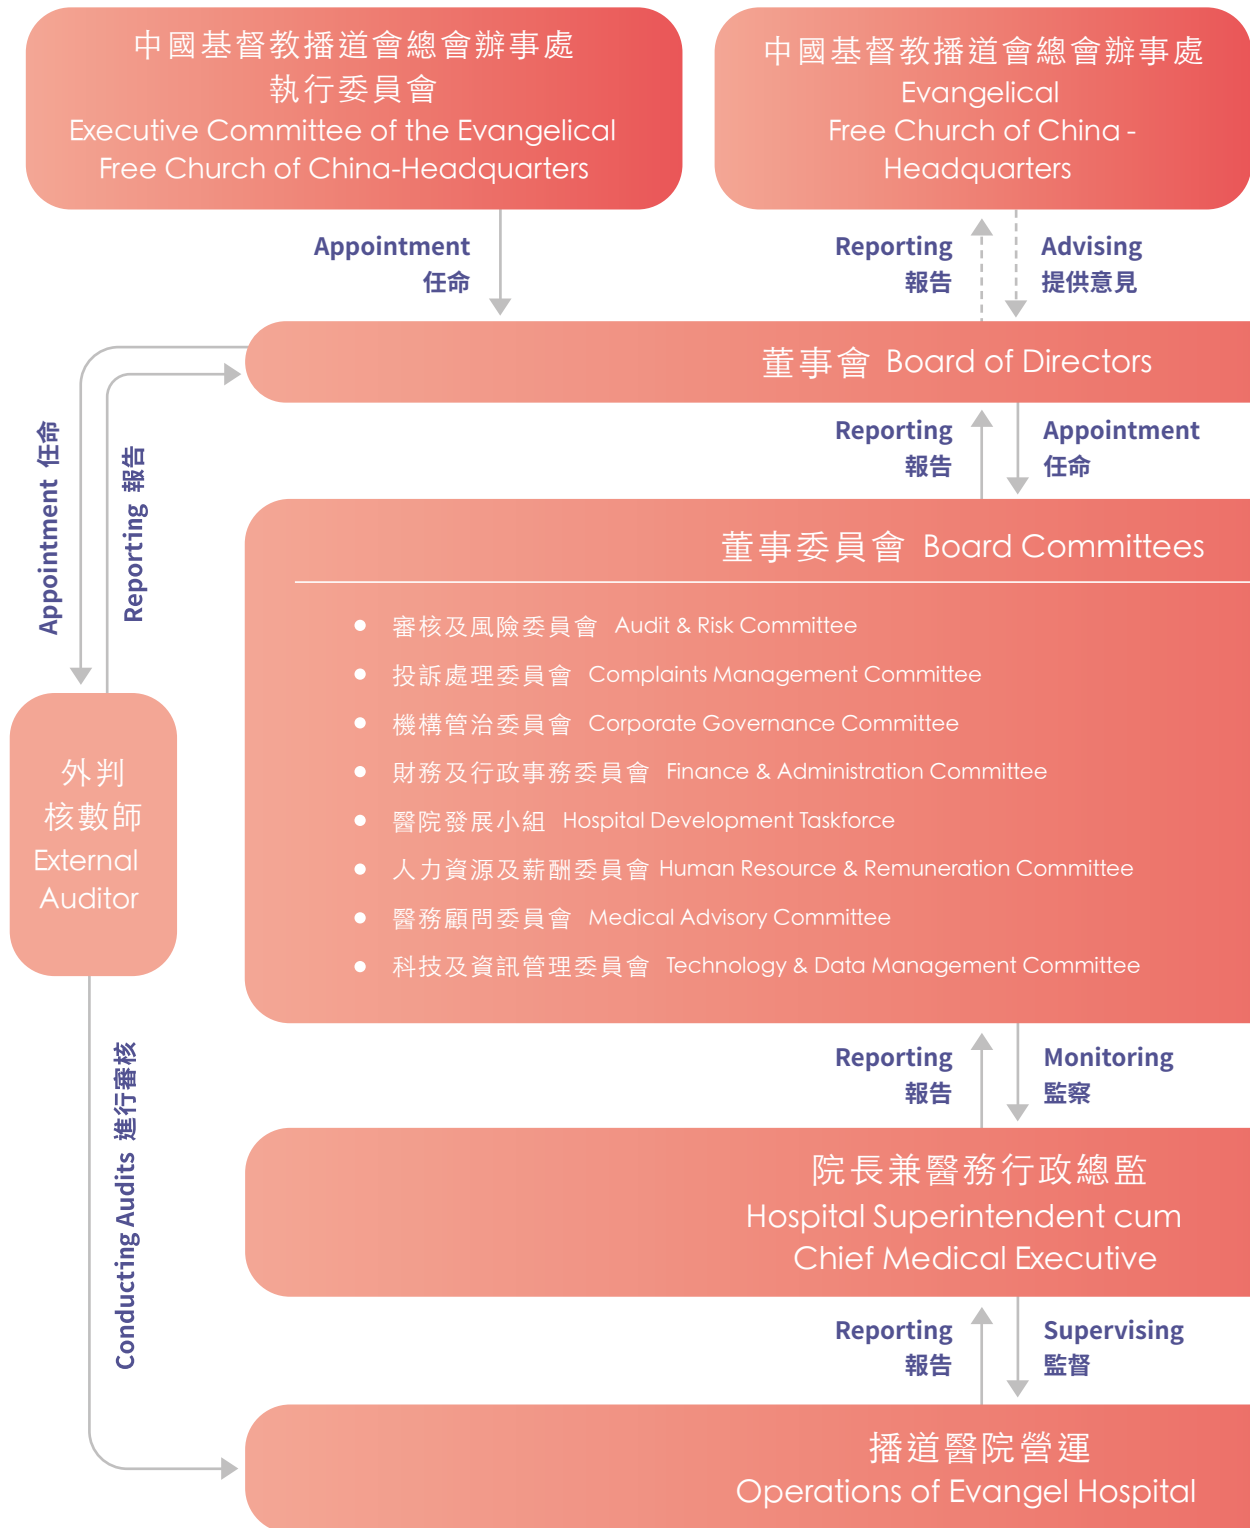 中國基督教播道會總會辦事處
執行委員會
Executive Committee of the Evangelical
Free Church of China-Headquarters
中國基督教播道會總會辦事處
Evangelical
Free Church of China -
Headquarters
Appointment
任命
Reporting
報告
Advising
提供意見
董事會 Board of Directors
Appointment 任命
Reporting 報告
Reporting
報告
Appointment
任命
董事委員會 Board Committees
審核及風險委員會 Audit & Risk Committee
投訴處理委員會 Complaints Management Committee
機構管治委員會 Corporate Governance Committee
財務及行政事務委員會 Finance & Administration Committee
醫院發展小組 Hospital Development Taskforce
人力資源及薪酬委員會 Human Resource & Remuneration Committee
醫務顧問委員會 Medical Advisory Committee
科技及資訊管理委員會 Technology & Data Management Committee
外判
核數師
External
Auditor
Conducting Audits 進行審核
Reporting
報告
Monitoring
監察
院長兼醫務行政總監
Hospital Superintendent cum
Chief Medical Executive
Reporting
報告
Supervising
監督
播道醫院營運
Operations of Evangel Hospital